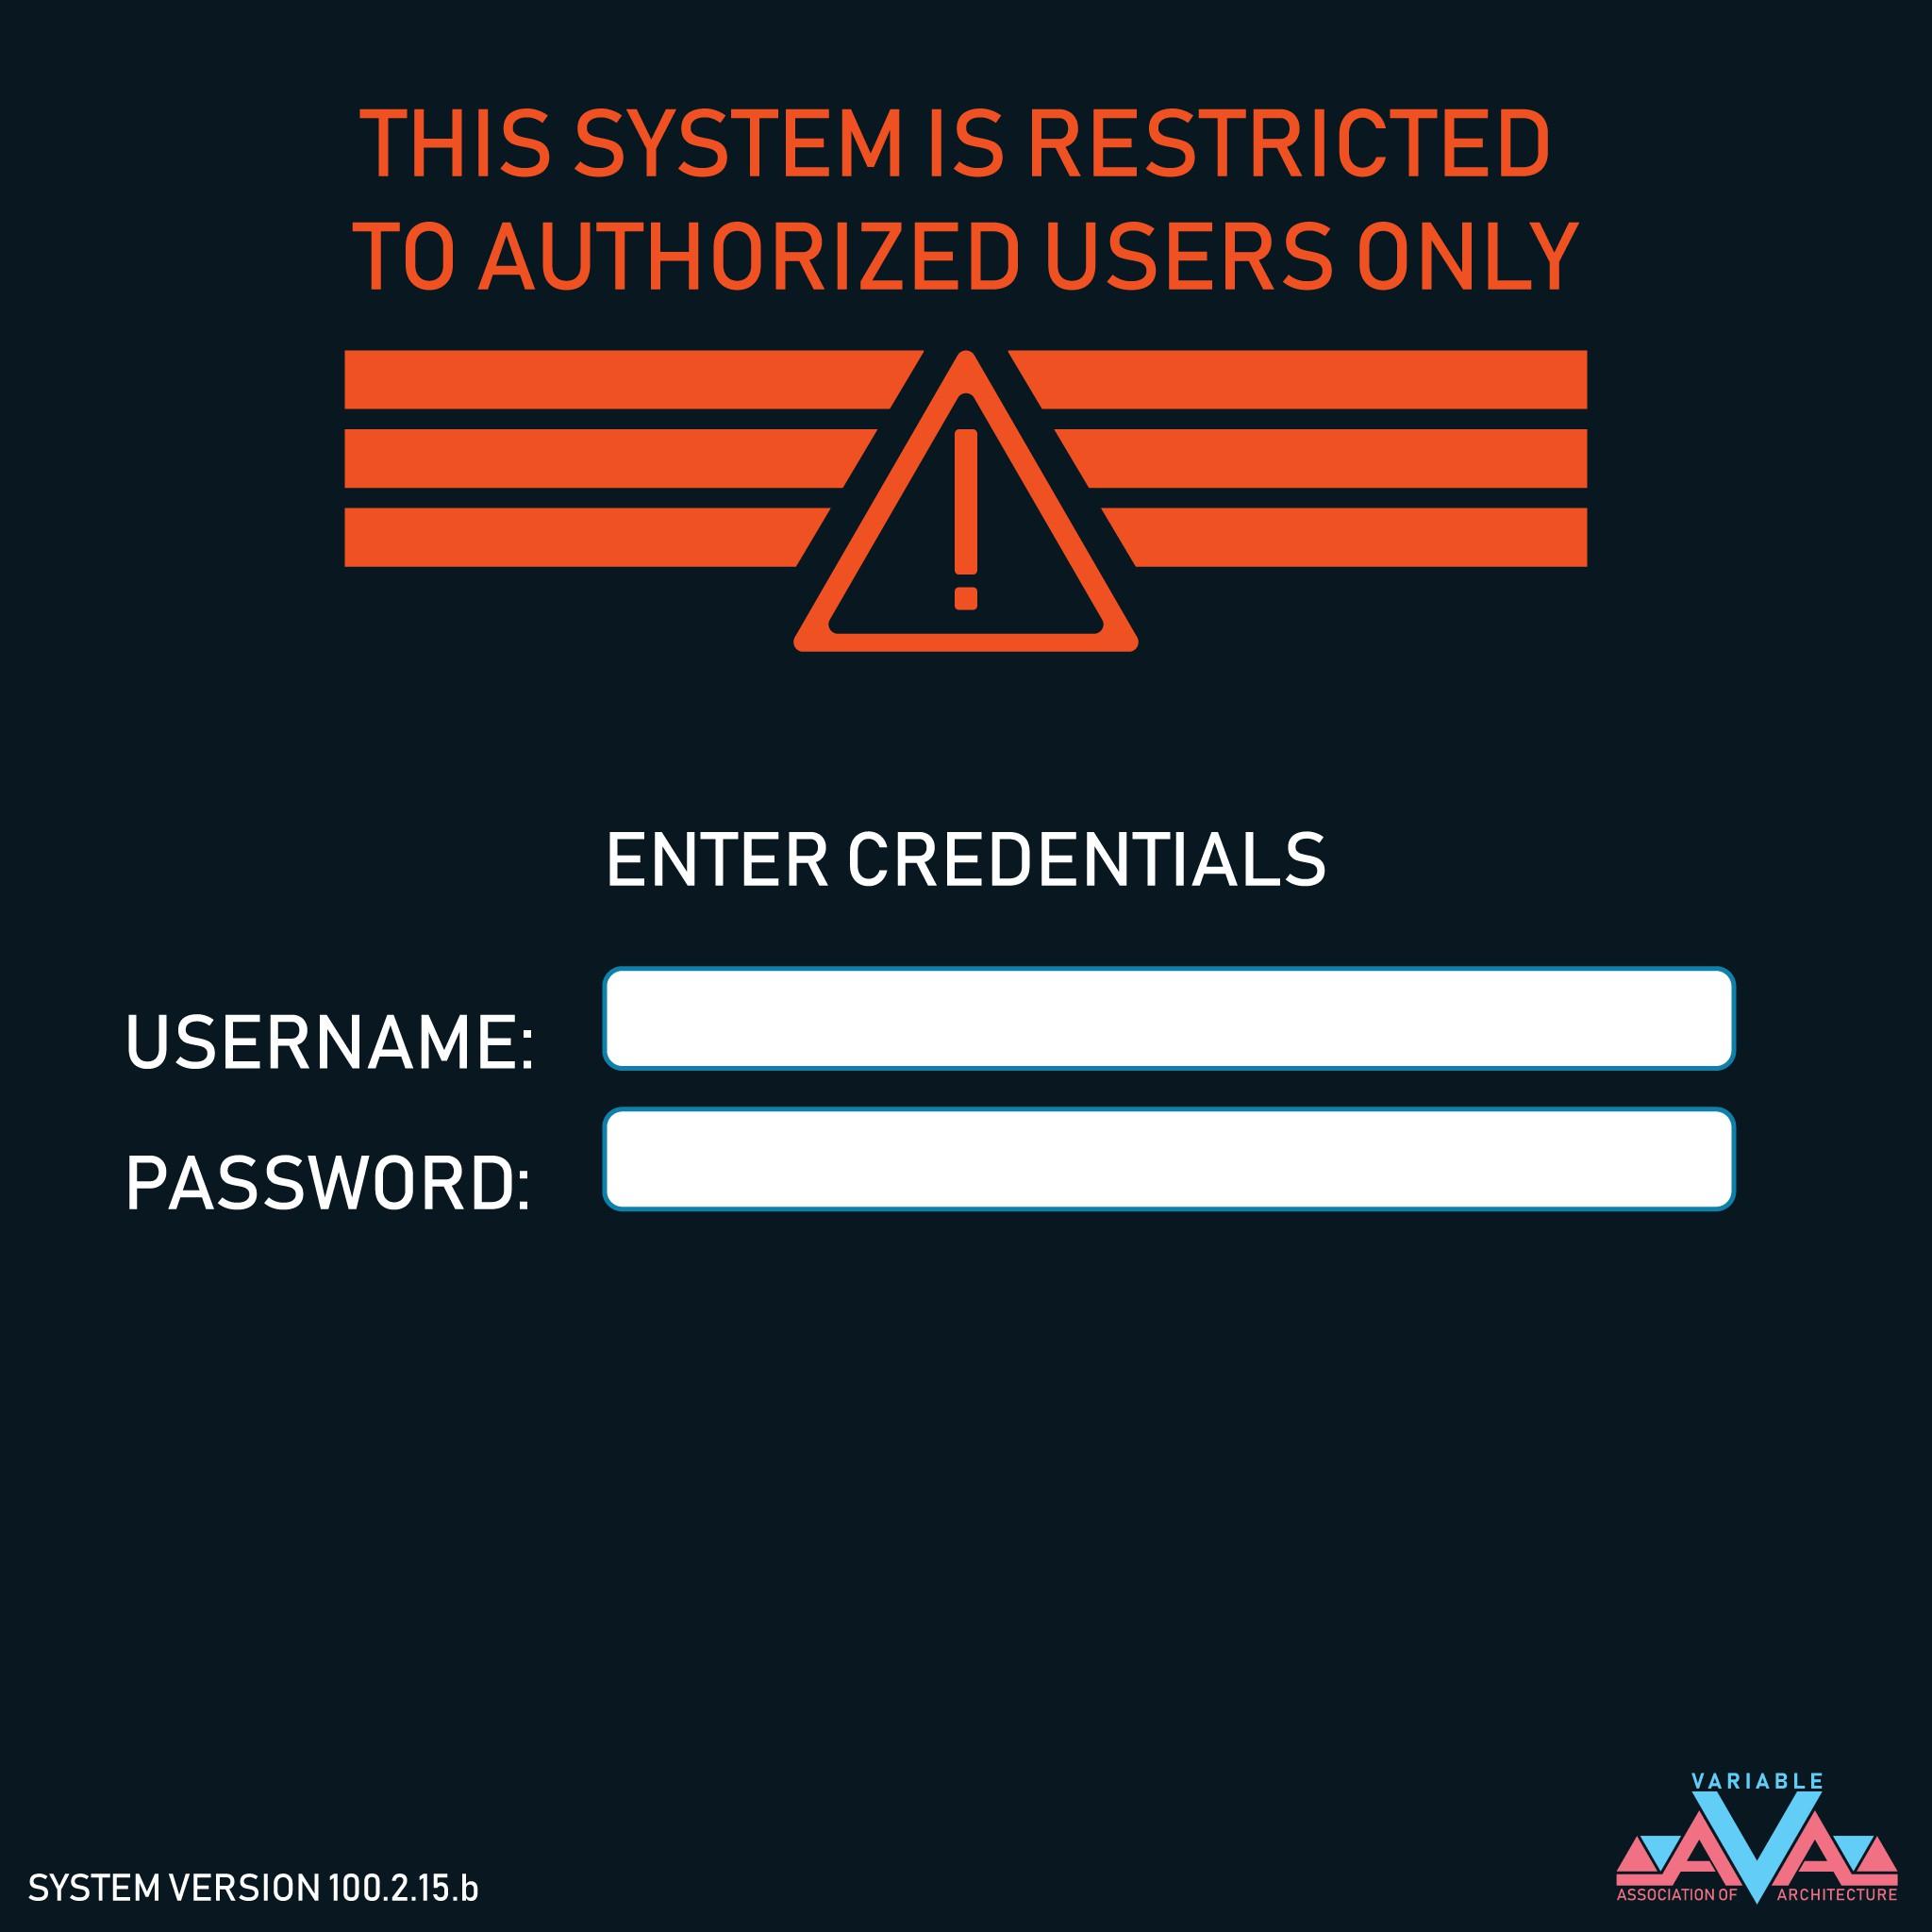 THIS SYSTEM IS RESTRICTED
TO AUTHORIZED USERS ONLY
!
ENTER CREDENTIALS
USERNAME:
PASSWORD:
SYSTEM VERSION 100.2.15.b
VARIABLE
AVA
ASSOCIATION OF ARCHITECTURE